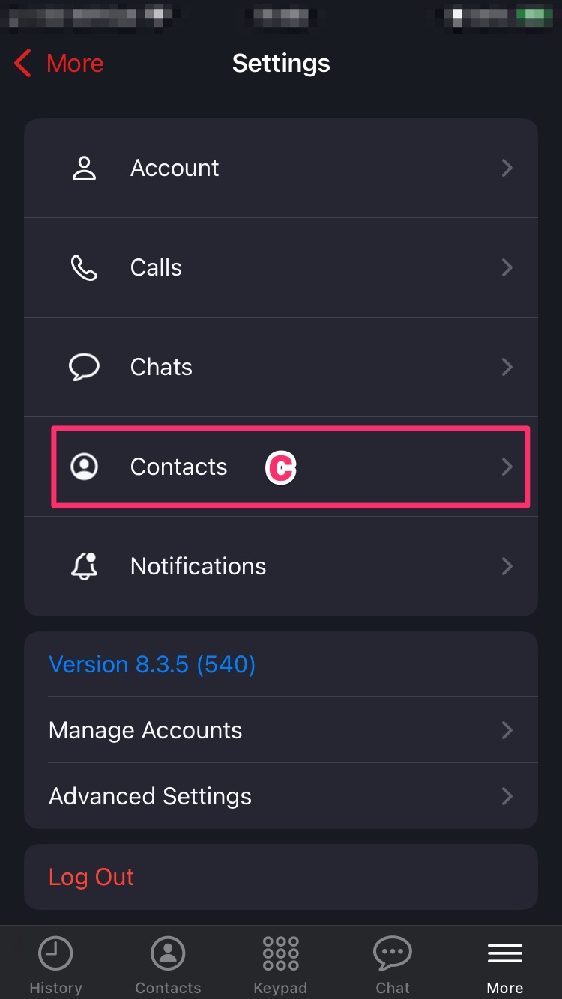 More
Settings
Account
Calls
Chats
Contacts C
Notifications
Version 8.3.5 (540)
Manage Accounts
Advanced Settings
Log Out
History Contacts Keypad Chat More